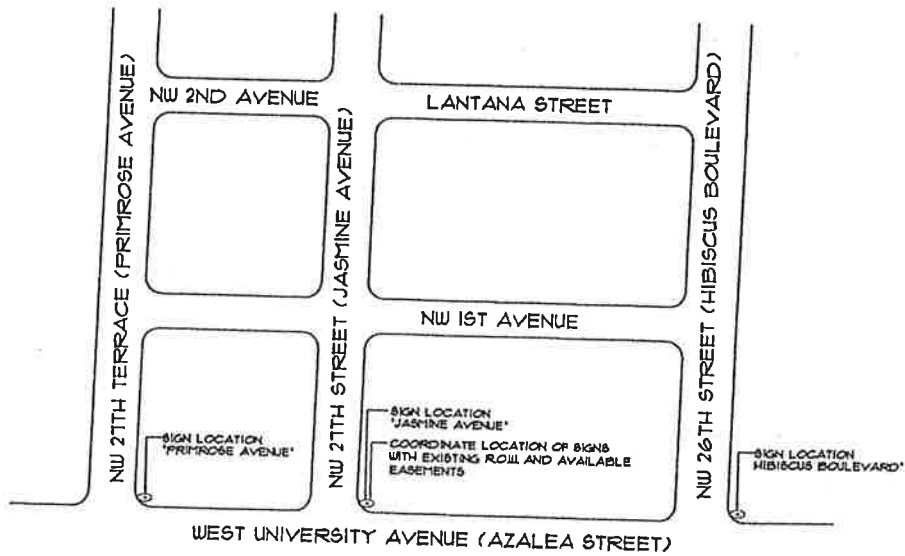 NW 2ND AVENUE
LANTANA STREET
NW 27TH TERRACE (PRIMROSE AVENUE)
NW 27TH STREET (JASMINE AVENUE)
NW 26TH STREET (HIBISCUS BOULEVARD)
NW 1ST AVENUE
SIGN LOCATION
"PRIMROSE AVENUE"
SIGN LOCATION
"JASMINE AVENUE"
COORDINATE LOCATION OF SIGNS
WITH EXISTING R.O.W. AND AVAILABLE
EASEMENTS
SIGN LOCATION
HIBISCUS BOULEVARD"
WEST UNIVERSITY AVENUE (AZALEA STREET)